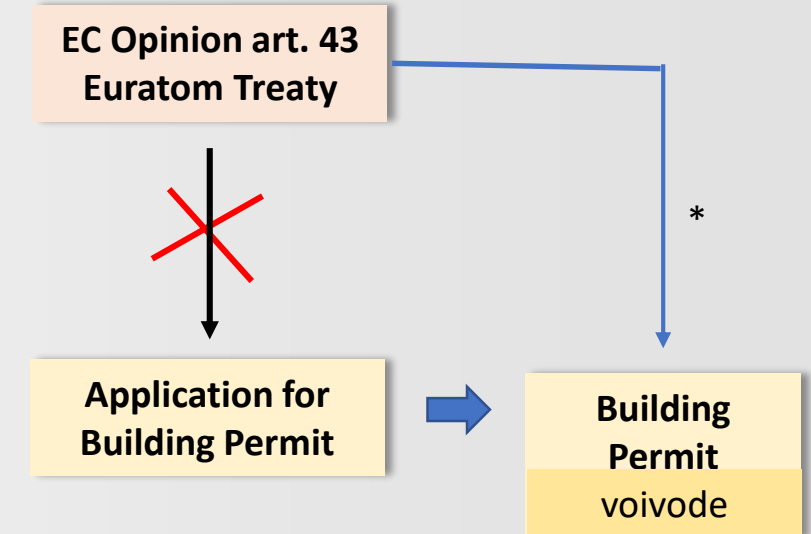 EC Opinion art. 43
Euratom Treaty
*
Application for
Building Permit
Building
Permit
voivode